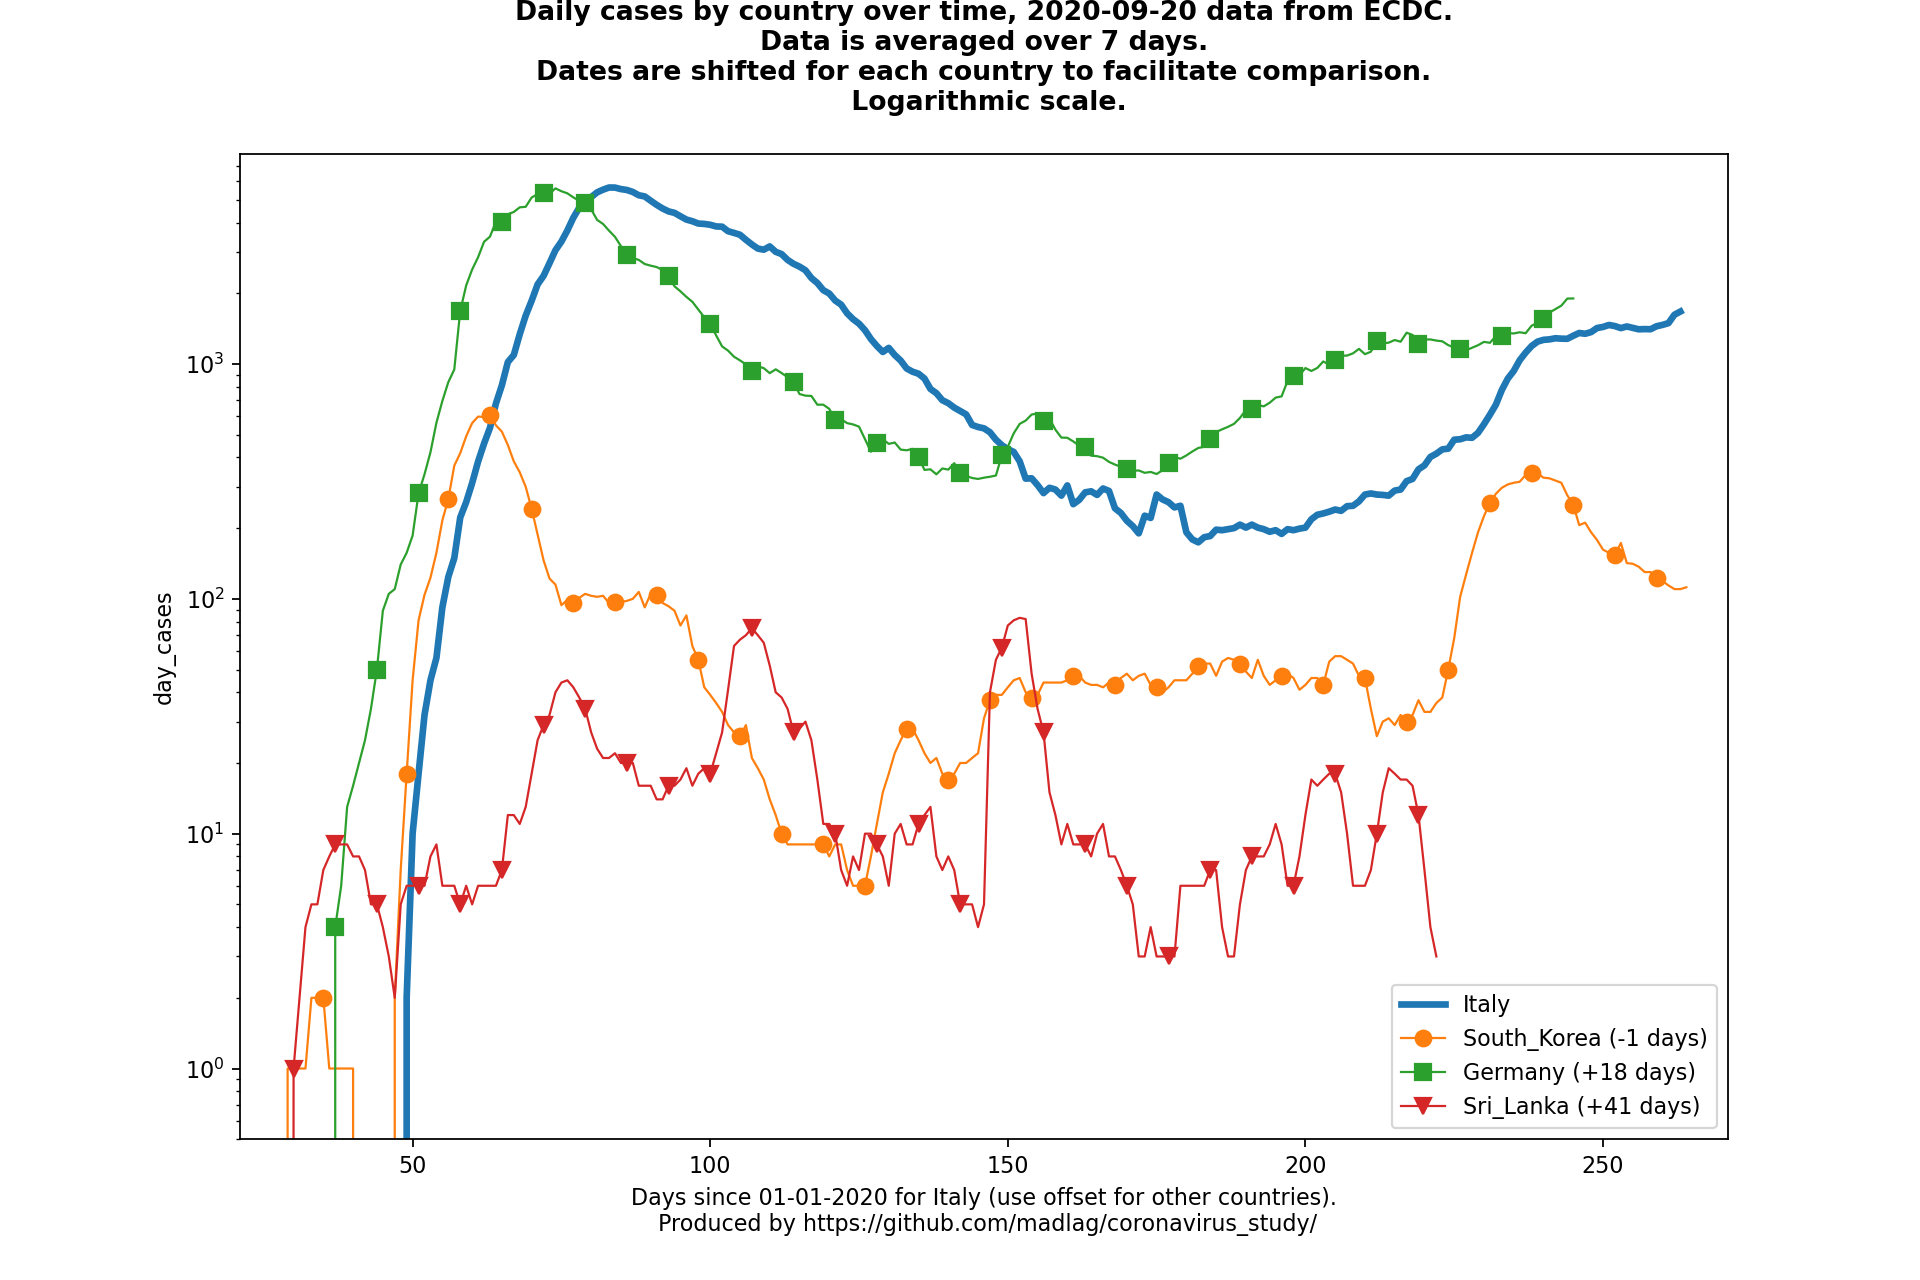 Daily cases by country over time, 2020-09-20 data from ECDC.
Data is averaged over 7 days.
Dates are shifted for each country to facilitate comparison.
Logarithmic scale.
day_cases
10³
10²
10¹
10⁰
50
100
150
200
250
Italy
South_Korea (-1 days)
Germany (+18 days)
Sri_Lanka (+41 days)
Days since 01-01-2020 for Italy (use offset for other countries).
Produced by https://github.com/madlag/coronavirus_study/